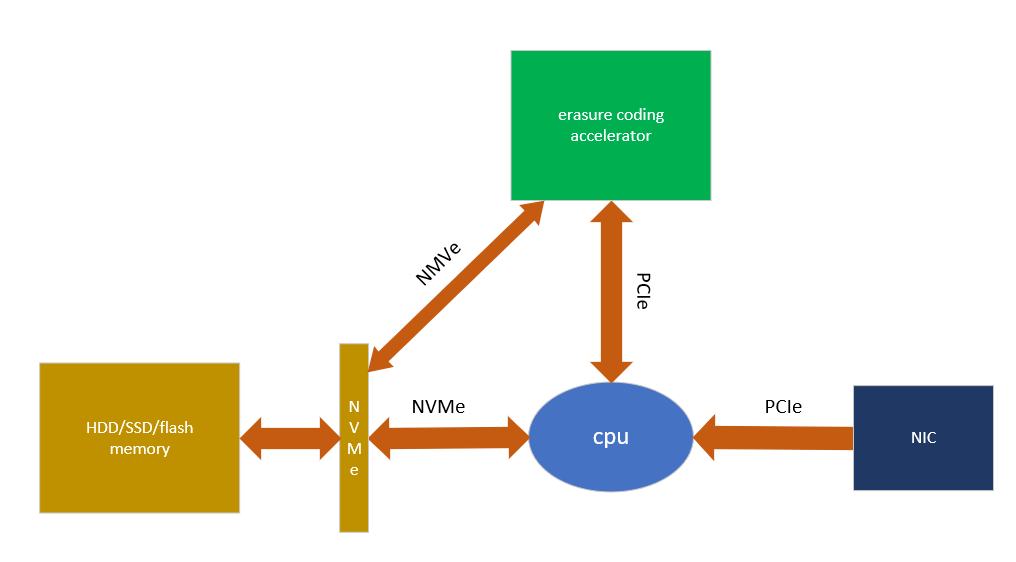 erasure coding
accelerator
NMVe
PCIe
HDD/SSD/flash
memory
N
V
M
e
NVMe
cpu
PCIe
NIC